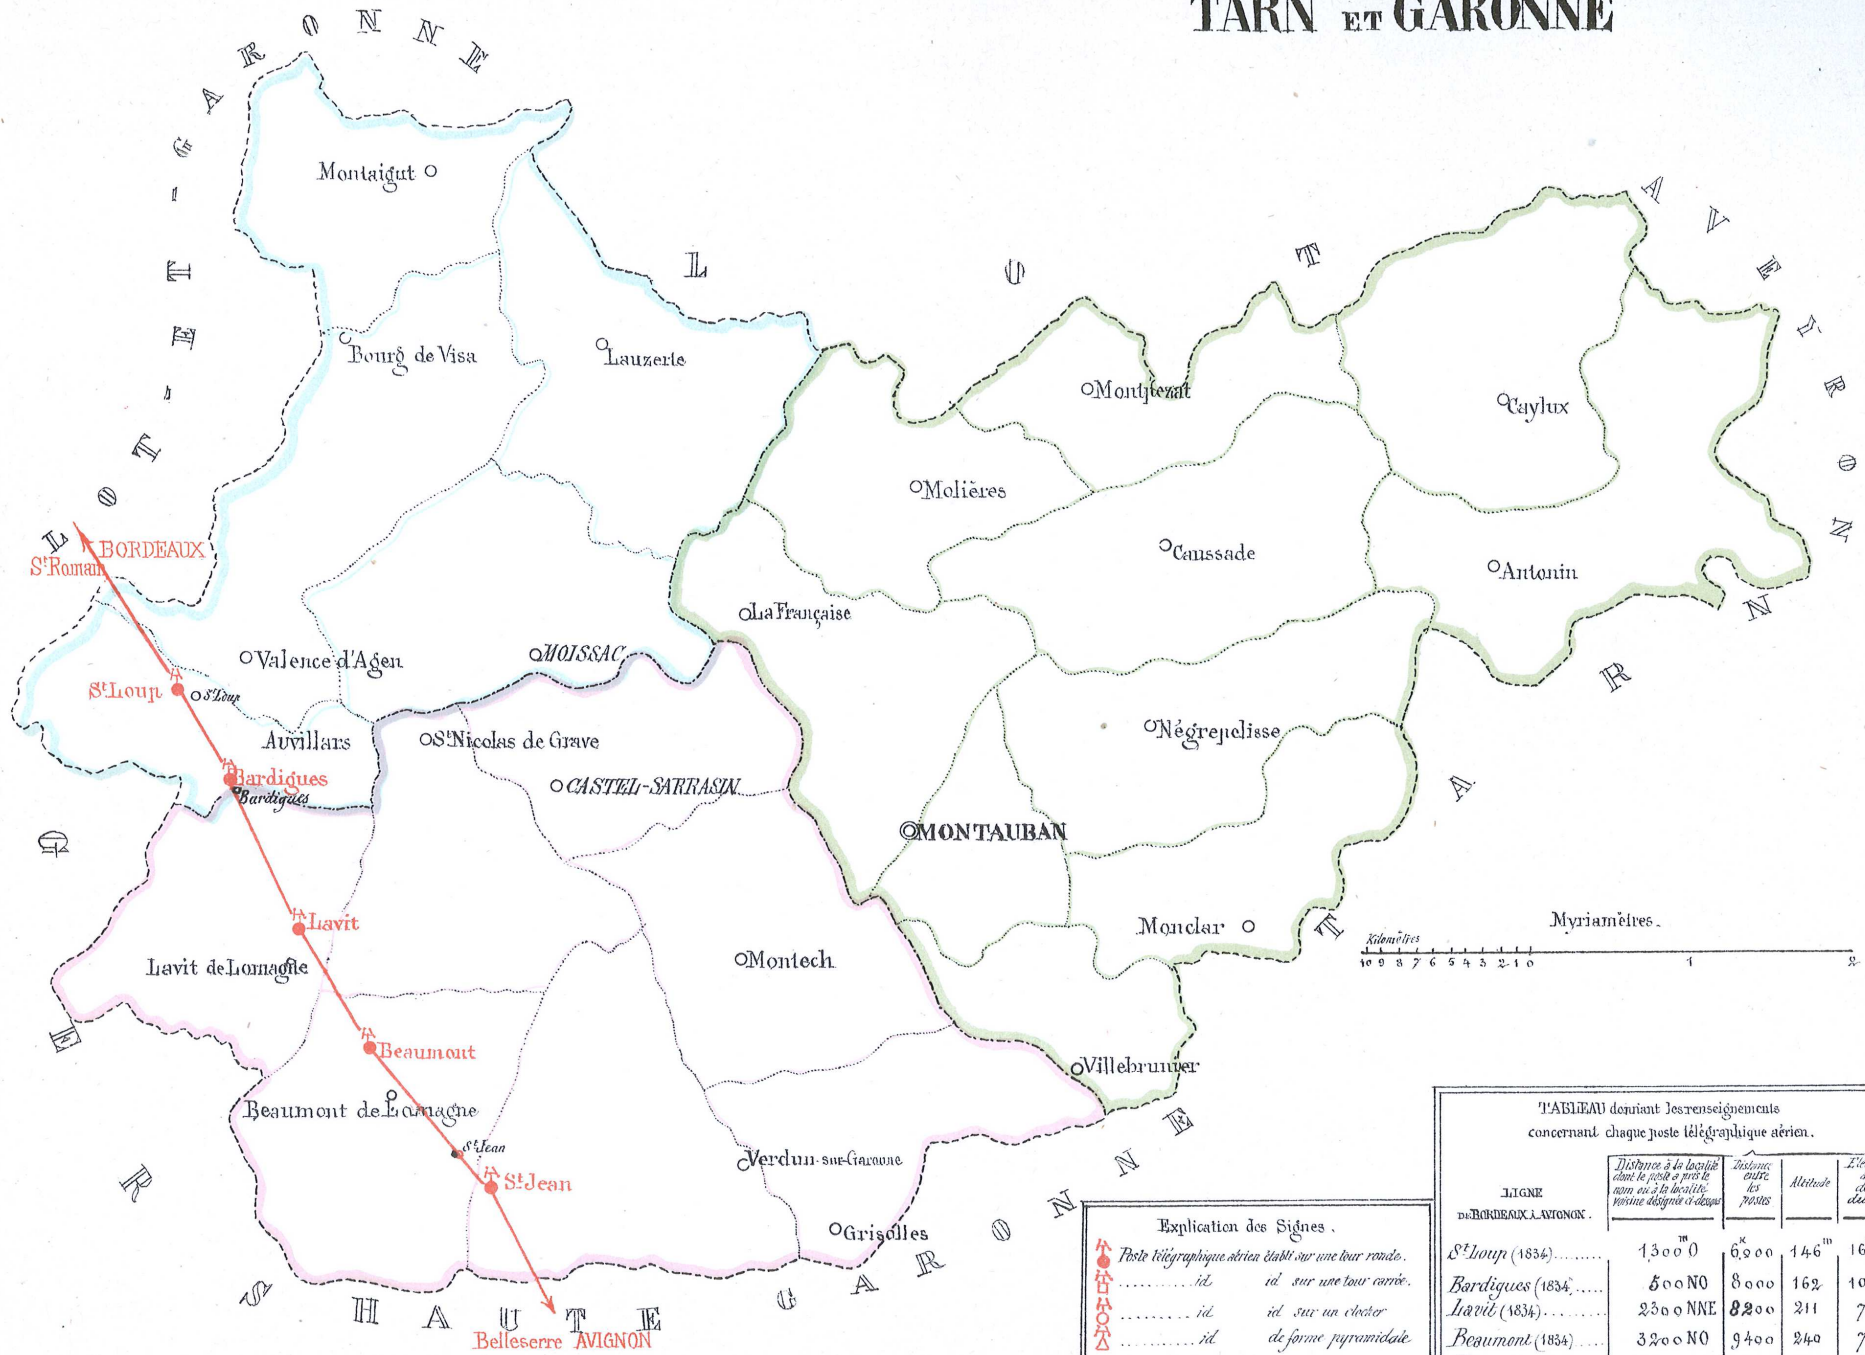 TARN ET GARONNE
LOT-ET-GARONNE
LOT
AVEYRON
TARN
HAUTE GARONNE
GERS
Montaigut
Bourg de Visa
Lauzerte
Montpezat
Caylux
Molières
Caussade
Antonin
BORDEAUX
St. Romain
La Française
Valence d'Agen
MOISSAC
St. Loup
St. Loup
Auvillars
St. Nicolas de Grave
Négrepelisse
Bardigues
Bardigues
CASTEL-SARRASIN
MONTAUBAN
Lavit
Monclar
Lavit de Lomagne
Montech
Beaumont
Villebrumier
Beaumont de Lomagne
St. Jean
Verdun-sur-Garonne
St. Jean
Grisolles
Belleserre AVIGNON
Myriamètres.
Kilomètres
10 9 8 7 6 5 4 3 2 1 0 1 2
Explication des Signes.
Poste télégraphique aérien établi sur une tour ronde.
.......... id id sur une tour carrée.
.......... id id sur un clocher
.......... id de forme pyramidale
TABLEAU donnant les renseignements
concernant chaque poste télégraphique aérien.
LIGNE
DE BORDEAUX À AVIGNON.
Distance à la localité
dont le poste a pris le
nom ou à la localité
voisine désignée ci-dessus
Distance
entre
les
postes
Altitude
St. Loup (1834)........ 1300m O 6k200 146m 16
Bardigues (1834)..... 500 NO 8000 162 10
Lavit (1834)........ 2300 NNE 8200 211 7
Beaumont (1834)..... 3200 NO 9400 240 7